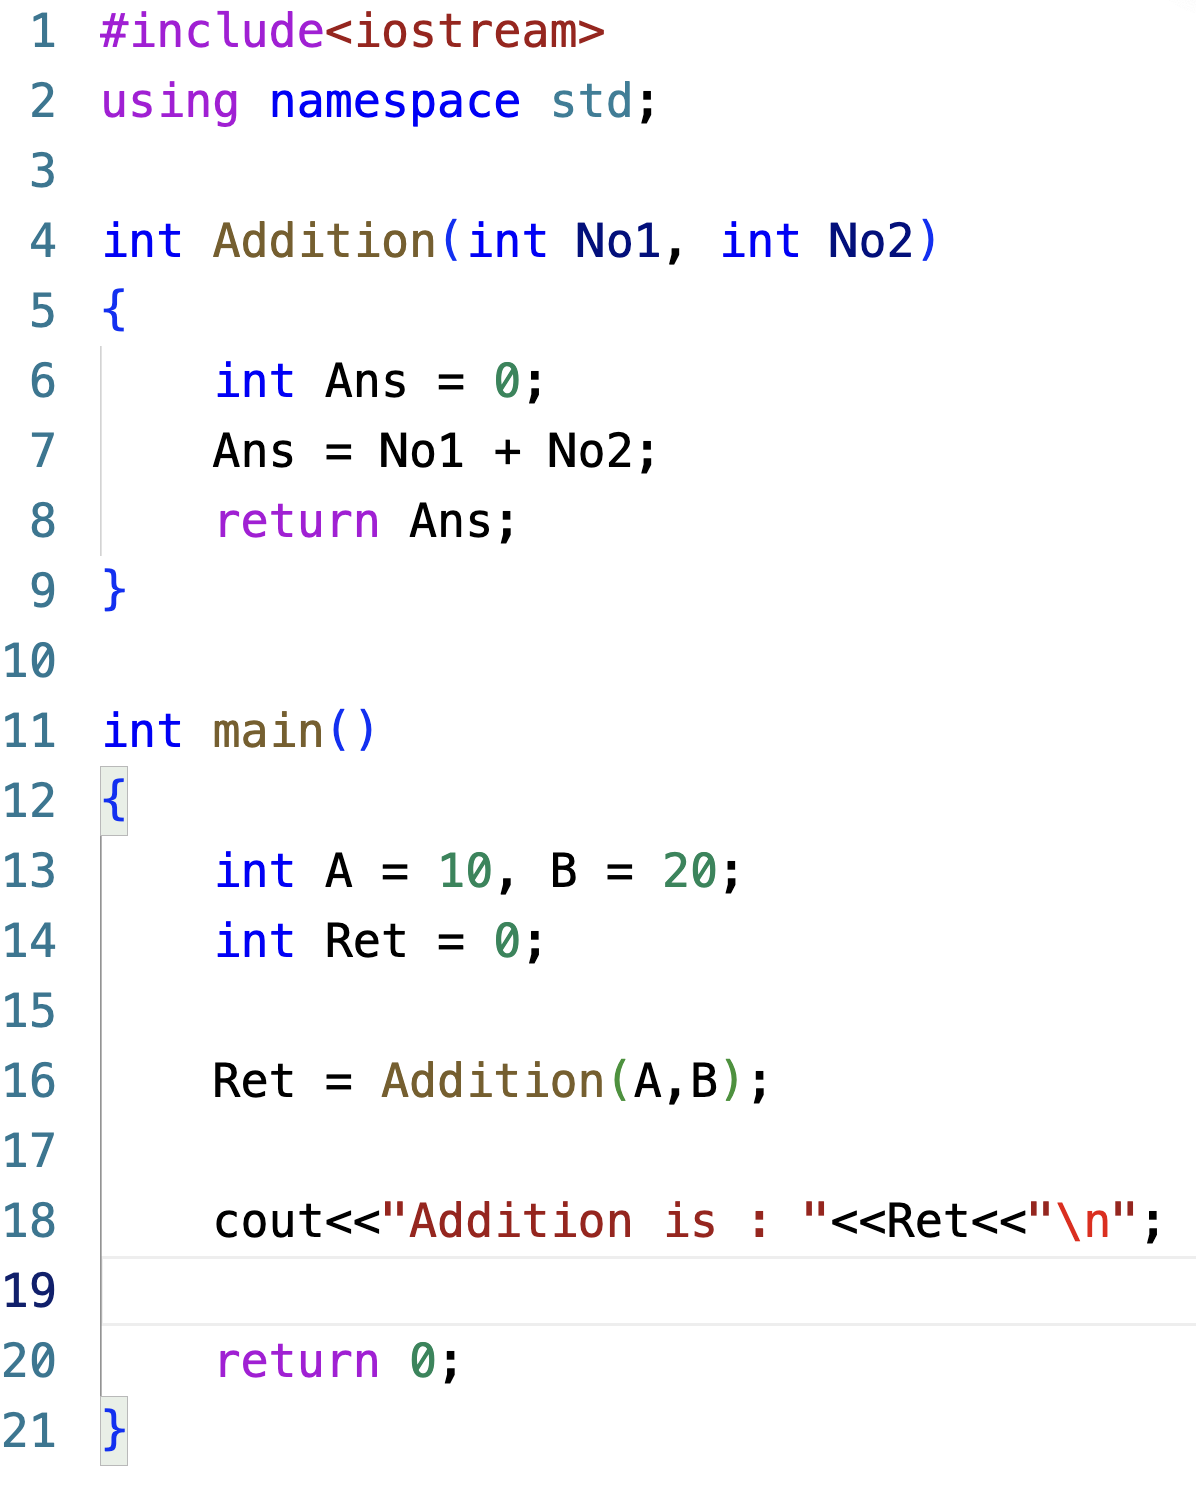 1 #include<iostream>
2 using namespace std;
3
4 int Addition(int No1, int No2)
5 {
6     int Ans = 0;
7     Ans = No1 + No2;
8     return Ans;
9 }
10
11 int main()
12 {
13     int A = 10, B = 20;
14     int Ret = 0;
15
16     Ret = Addition(A,B);
17
18     cout<<"Addition is : "<<Ret<<"\n";
19
20     return 0;
21 }